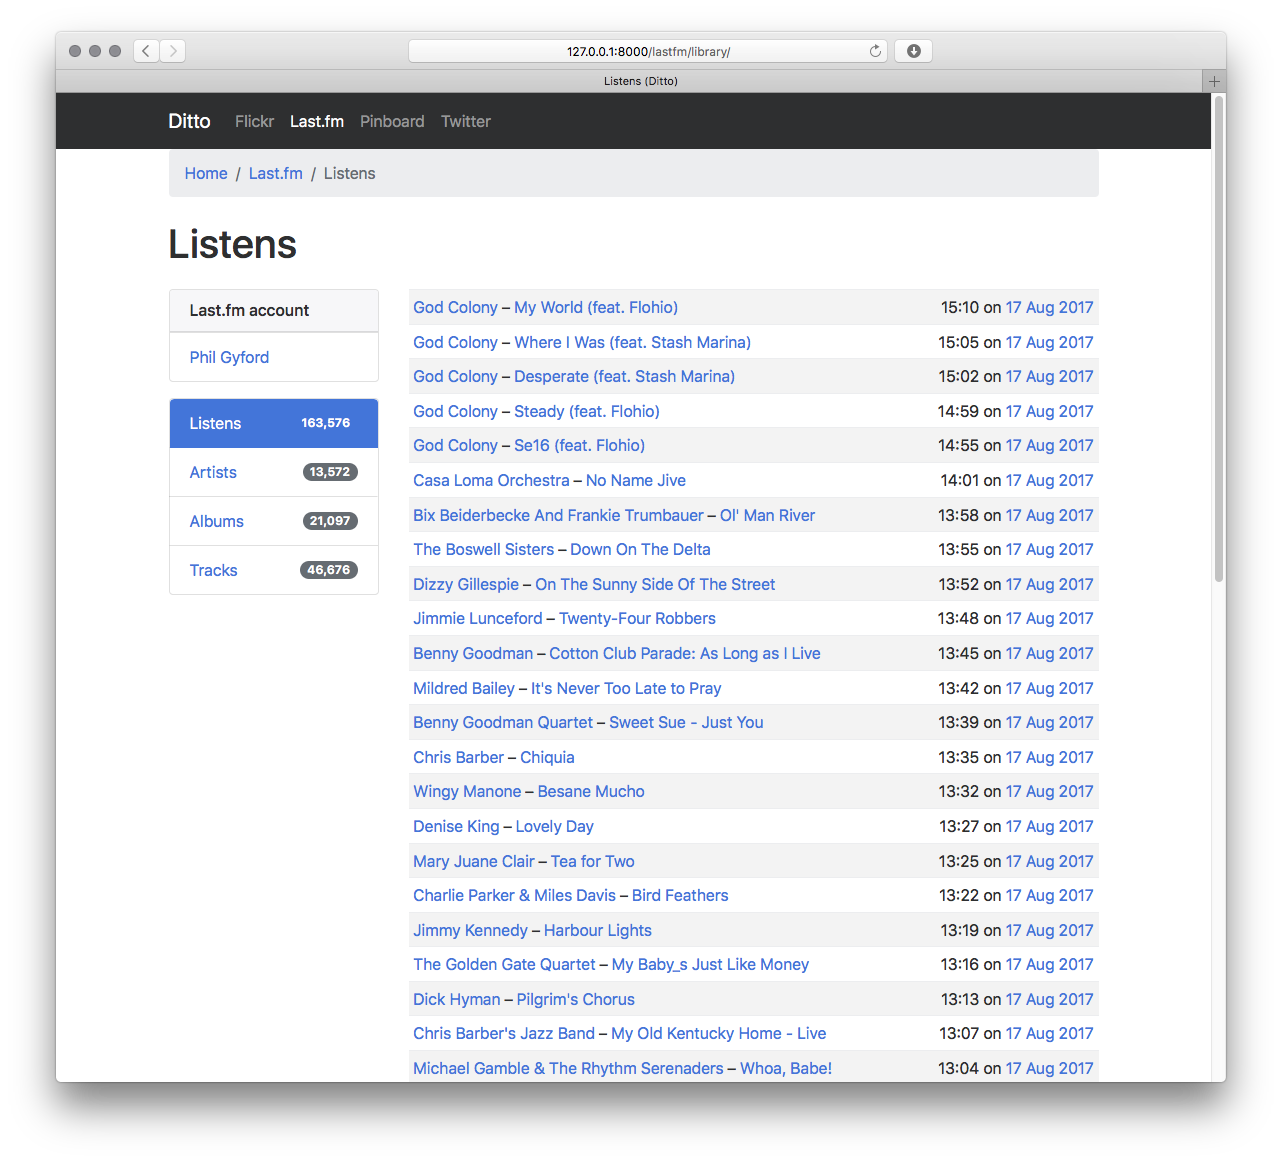 127.0.0.1:8000/lastfm/library/
Listens (Ditto)
Ditto Flickr Last.fm Pinboard Twitter
Home / Last.fm / Listens
Listens
Last.fm account
Phil Gyford
Listens 163,576
Artists 13,572
Albums 21,097
Tracks 46,676
God Colony – My World (feat. Flohio) 15:10 on 17 Aug 2017
God Colony – Where I Was (feat. Stash Marina) 15:05 on 17 Aug 2017
God Colony – Desperate (feat. Stash Marina) 15:02 on 17 Aug 2017
God Colony – Steady (feat. Flohio) 14:59 on 17 Aug 2017
God Colony – Se16 (feat. Flohio) 14:55 on 17 Aug 2017
Casa Loma Orchestra – No Name Jive 14:01 on 17 Aug 2017
Bix Beiderbecke And Frankie Trumbauer – Ol' Man River 13:58 on 17 Aug 2017
The Boswell Sisters – Down On The Delta 13:55 on 17 Aug 2017
Dizzy Gillespie – On The Sunny Side Of The Street 13:52 on 17 Aug 2017
Jimmie Lunceford – Twenty-Four Robbers 13:48 on 17 Aug 2017
Benny Goodman – Cotton Club Parade: As Long as I Live 13:45 on 17 Aug 2017
Mildred Bailey – It's Never Too Late to Pray 13:42 on 17 Aug 2017
Benny Goodman Quartet – Sweet Sue - Just You 13:39 on 17 Aug 2017
Chris Barber – Chiquia 13:35 on 17 Aug 2017
Wingy Manone – Besane Mucho 13:32 on 17 Aug 2017
Denise King – Lovely Day 13:27 on 17 Aug 2017
Mary Juane Clair – Tea for Two 13:25 on 17 Aug 2017
Charlie Parker & Miles Davis – Bird Feathers 13:22 on 17 Aug 2017
Jimmy Kennedy – Harbour Lights 13:19 on 17 Aug 2017
The Golden Gate Quartet – My Baby_s Just Like Money 13:16 on 17 Aug 2017
Dick Hyman – Pilgrim's Chorus 13:13 on 17 Aug 2017
Chris Barber's Jazz Band – My Old Kentucky Home - Live 13:07 on 17 Aug 2017
Michael Gamble & The Rhythm Serenaders – Whoa, Babe! 13:04 on 17 Aug 2017